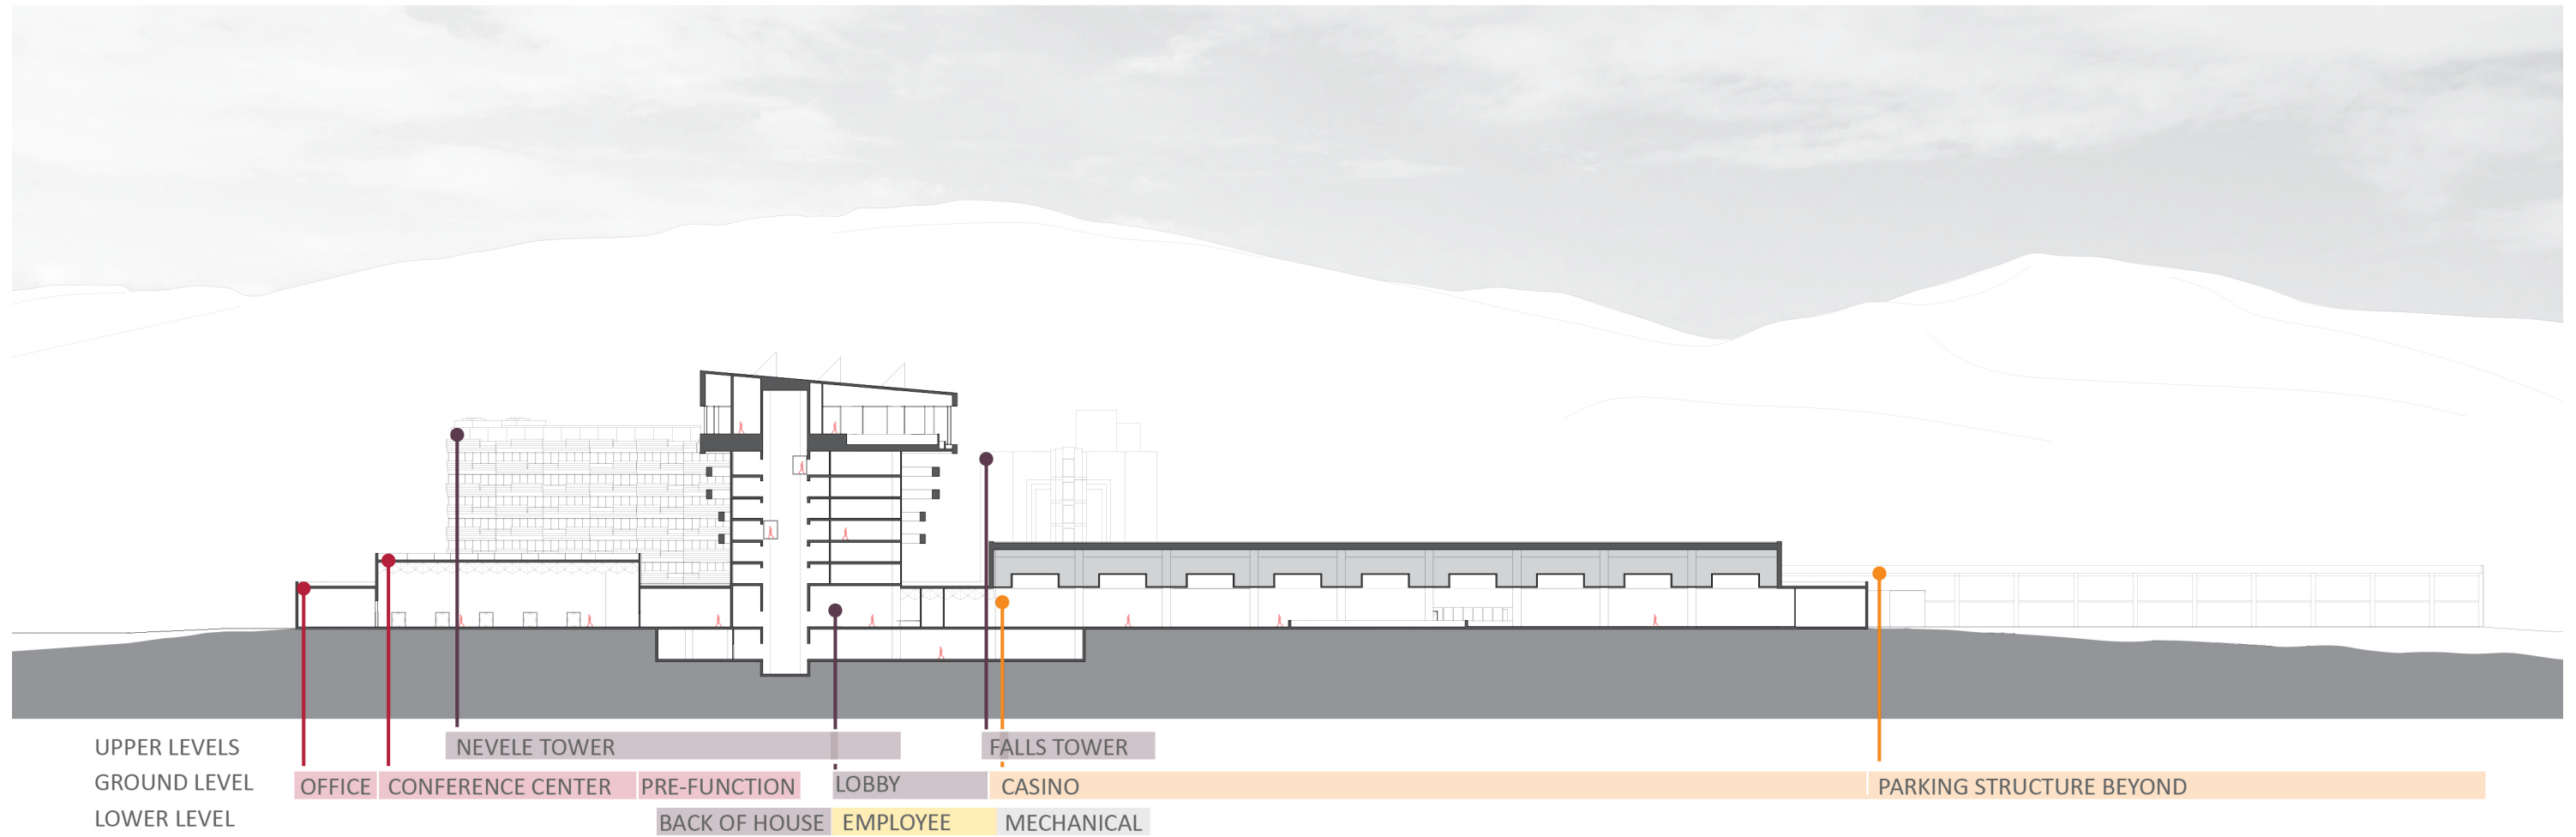 UPPER LEVELS NEVELE TOWER FALLS TOWER
GROUND LEVEL OFFICE CONFERENCE CENTER PRE-FUNCTION LOBBY CASINO PARKING STRUCTURE BEYOND
LOWER LEVEL BACK OF HOUSE EMPLOYEE MECHANICAL